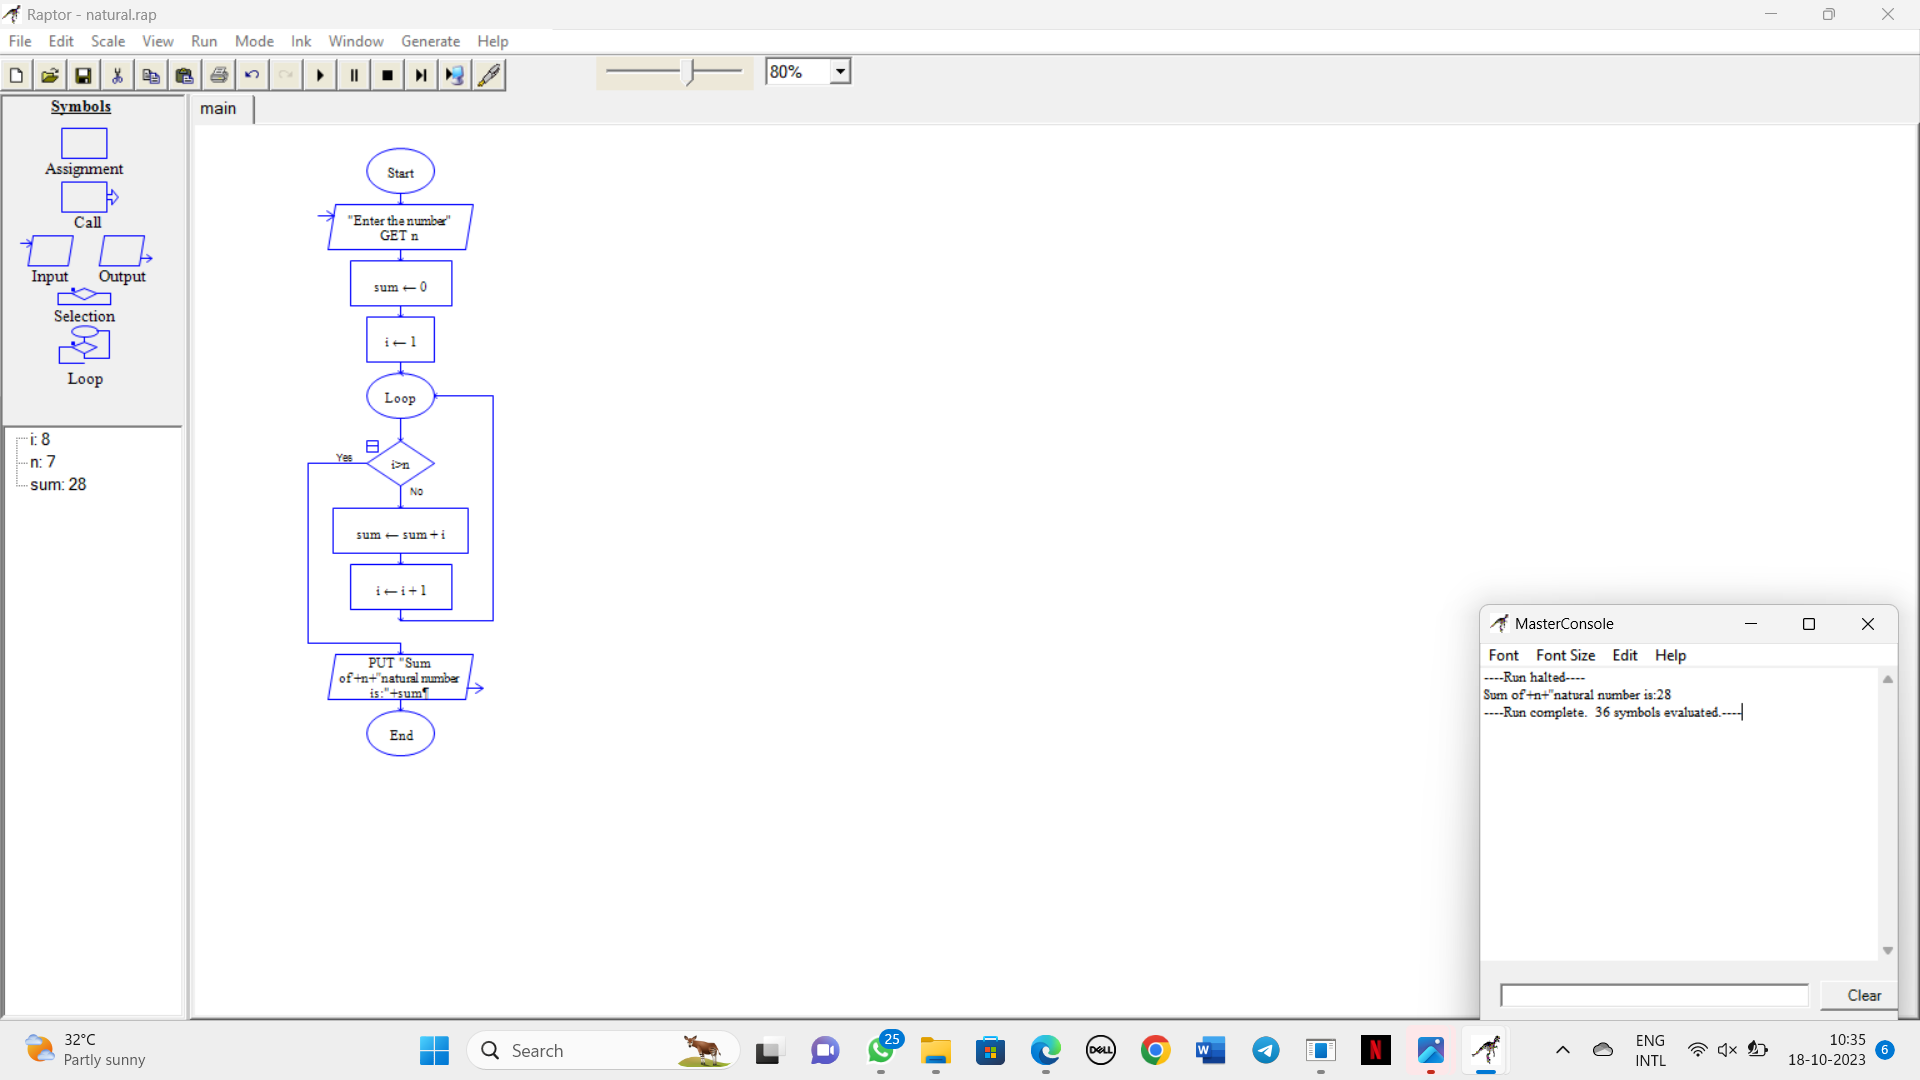 Raptor - natural.rap
File Edit Scale View Run Mode Ink Window Generate Help
80%
Symbols
main
Assignment
Call
Input Output
Selection
Loop
i: 8
n: 7
sum: 28
Start
"Enter the number"
GET n
sum ← 0
i ← 1
Loop
Yes
i>n
No
sum ← sum + i
i ← i + 1
PUT "Sum
of'+n+"natural number
is:"+sum¶
End
MasterConsole
Font Font Size Edit Help
----Run halted----
Sum of'+n+"natural number is:28
----Run complete. 36 symbols evaluated.----
Clear
32°C
Partly sunny
Search
25
DELL
W
N
ENG
INTL
10:35
18-10-2023
6